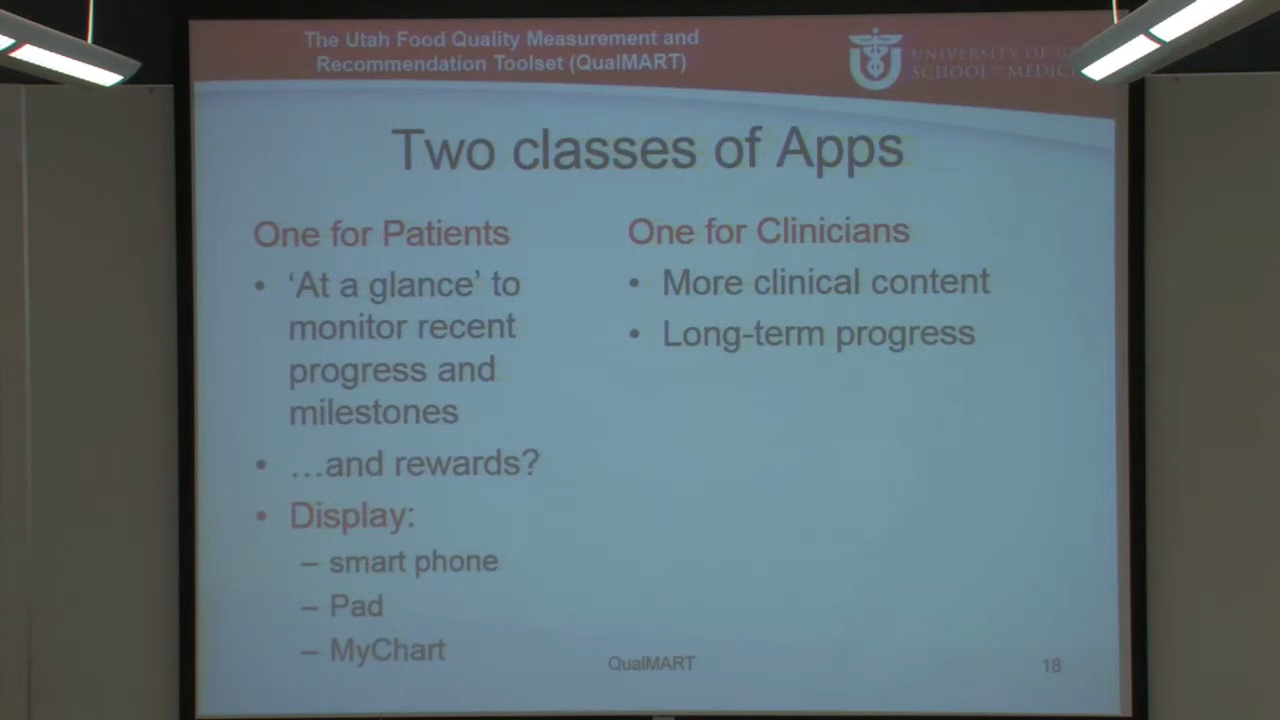 The Utah Food Quality Measurement and
Recommendation Toolset (QualMART)
UNIVERSITY OF
SCHOOL OF
Two classes of Apps
One for Patients
• ‘At a glance’ to
monitor recent
progress and
milestones
• …and rewards?
• Display:
– smart phone
– Pad
– MyChart
One for Clinicians
• More clinical content
• Long-term progress
QualMART
18